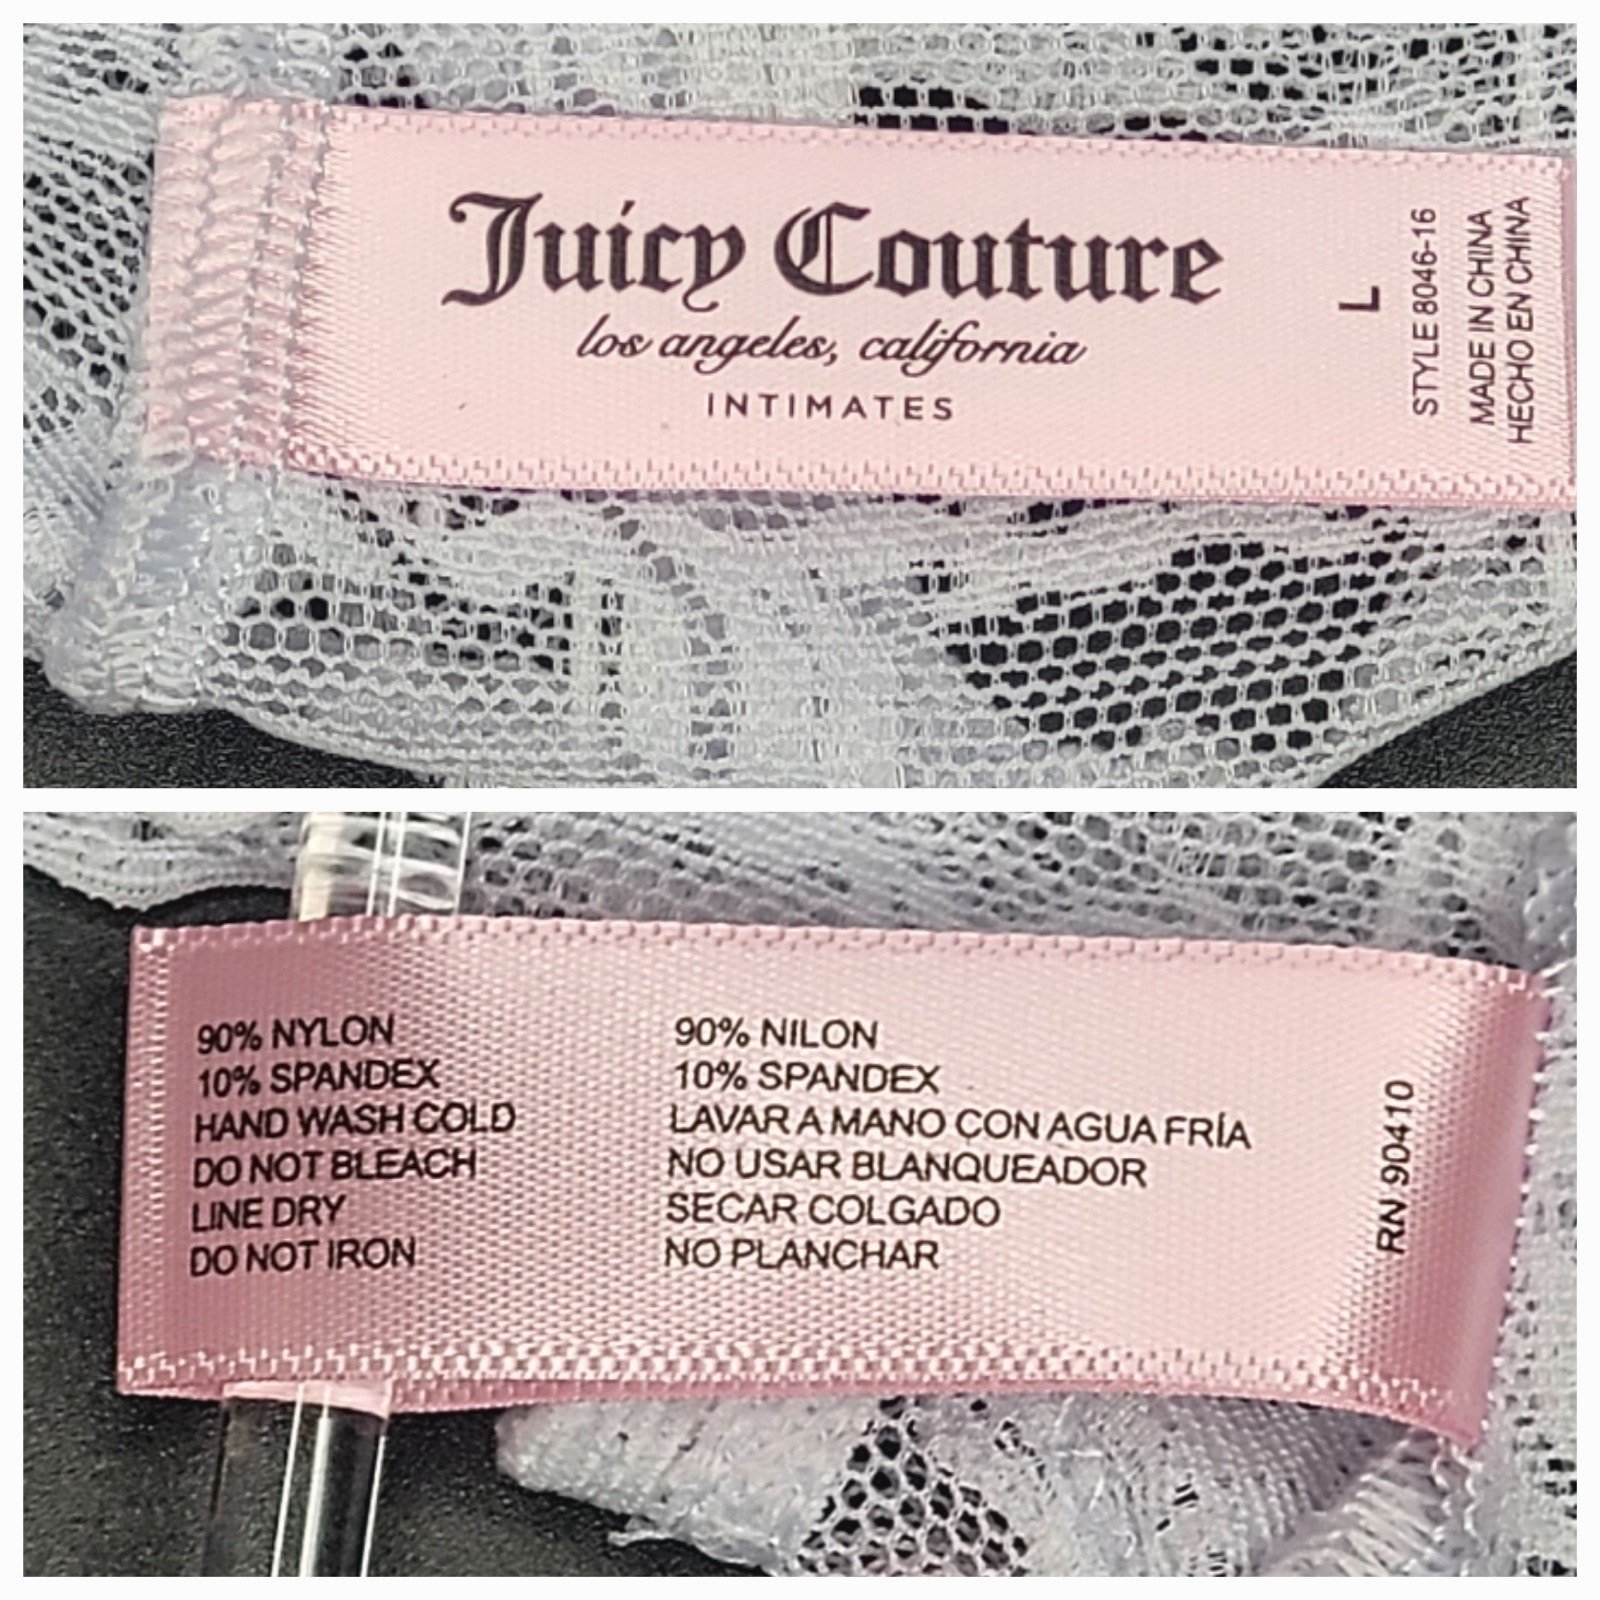 Juicy Couture
los angeles, california
INTIMATES
L
STYLE 8046-16
MADE IN CHINA
HECHO EN CHINA
90% NYLON
10% SPANDEX
HAND WASH COLD
DO NOT BLEACH
LINE DRY
DO NOT IRON
90% NILON
10% SPANDEX
LAVAR A MANO CON AGUA FRÍA
NO USAR BLANQUEADOR
SECAR COLGADO
NO PLANCHAR
RN 90410